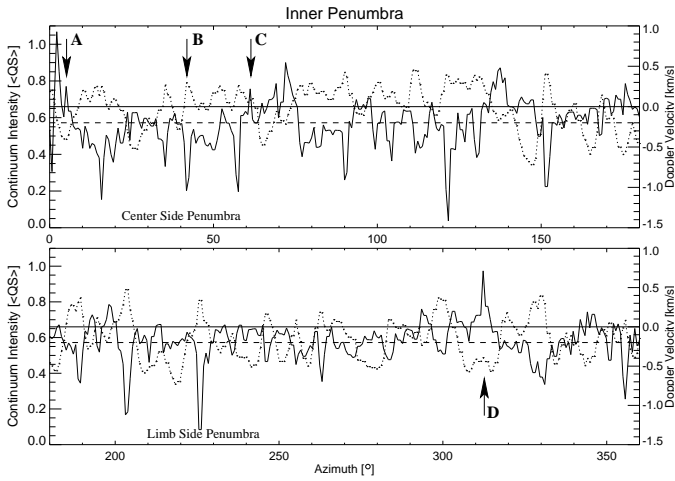 Inner Penumbra
A
B
C
Continuum Intensity [<QS>]
1.0
0.8
0.6
0.4
0.2
0.0
1.0
0.5
0.0
-0.5
-1.0
-1.5
Doppler Velocity [km/s]
Center Side Penumbra
0
50
100
150
Continuum Intensity [<QS>]
1.0
0.8
0.6
0.4
0.2
0.0
1.0
0.5
0.0
-0.5
-1.0
-1.5
Doppler Velocity [km/s]
D
Limb Side Penumbra
200
250
300
350
Azimuth [°]